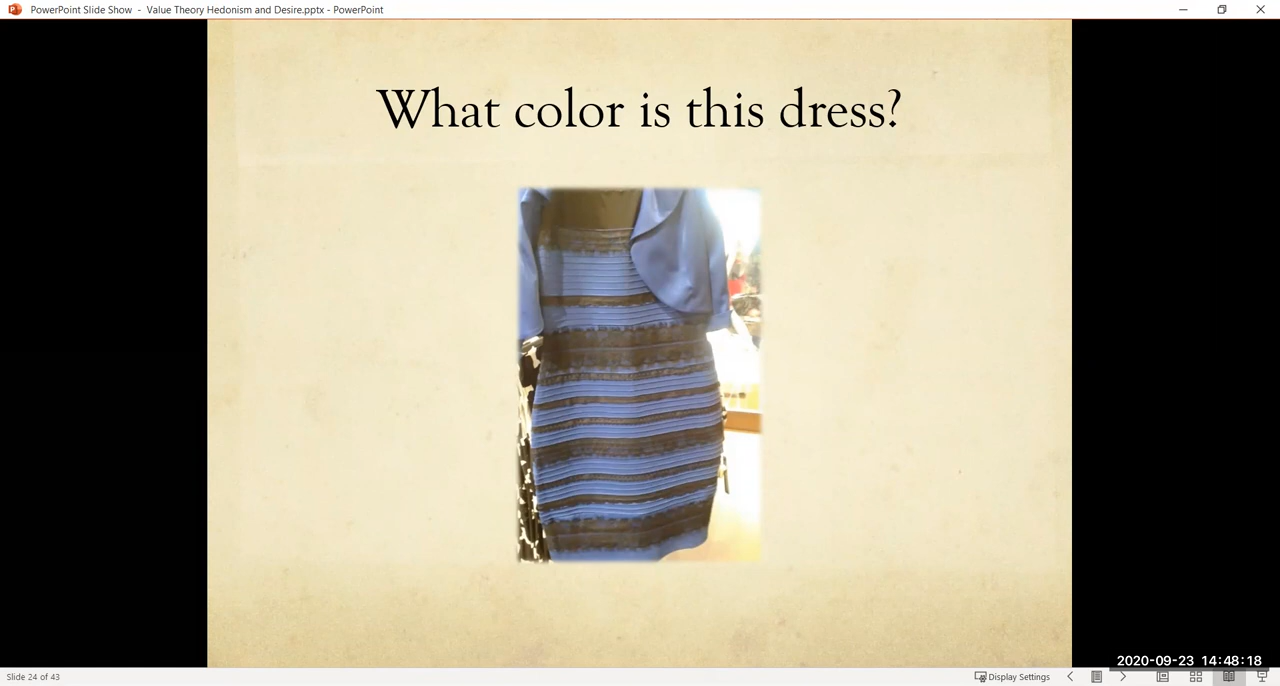 PowerPoint Slide Show - Value Theory Hedonism and Desire.pptx - PowerPoint
What color is this dress?
2020-09-23 14:48:18
Slide 24 of 43
Display Settings